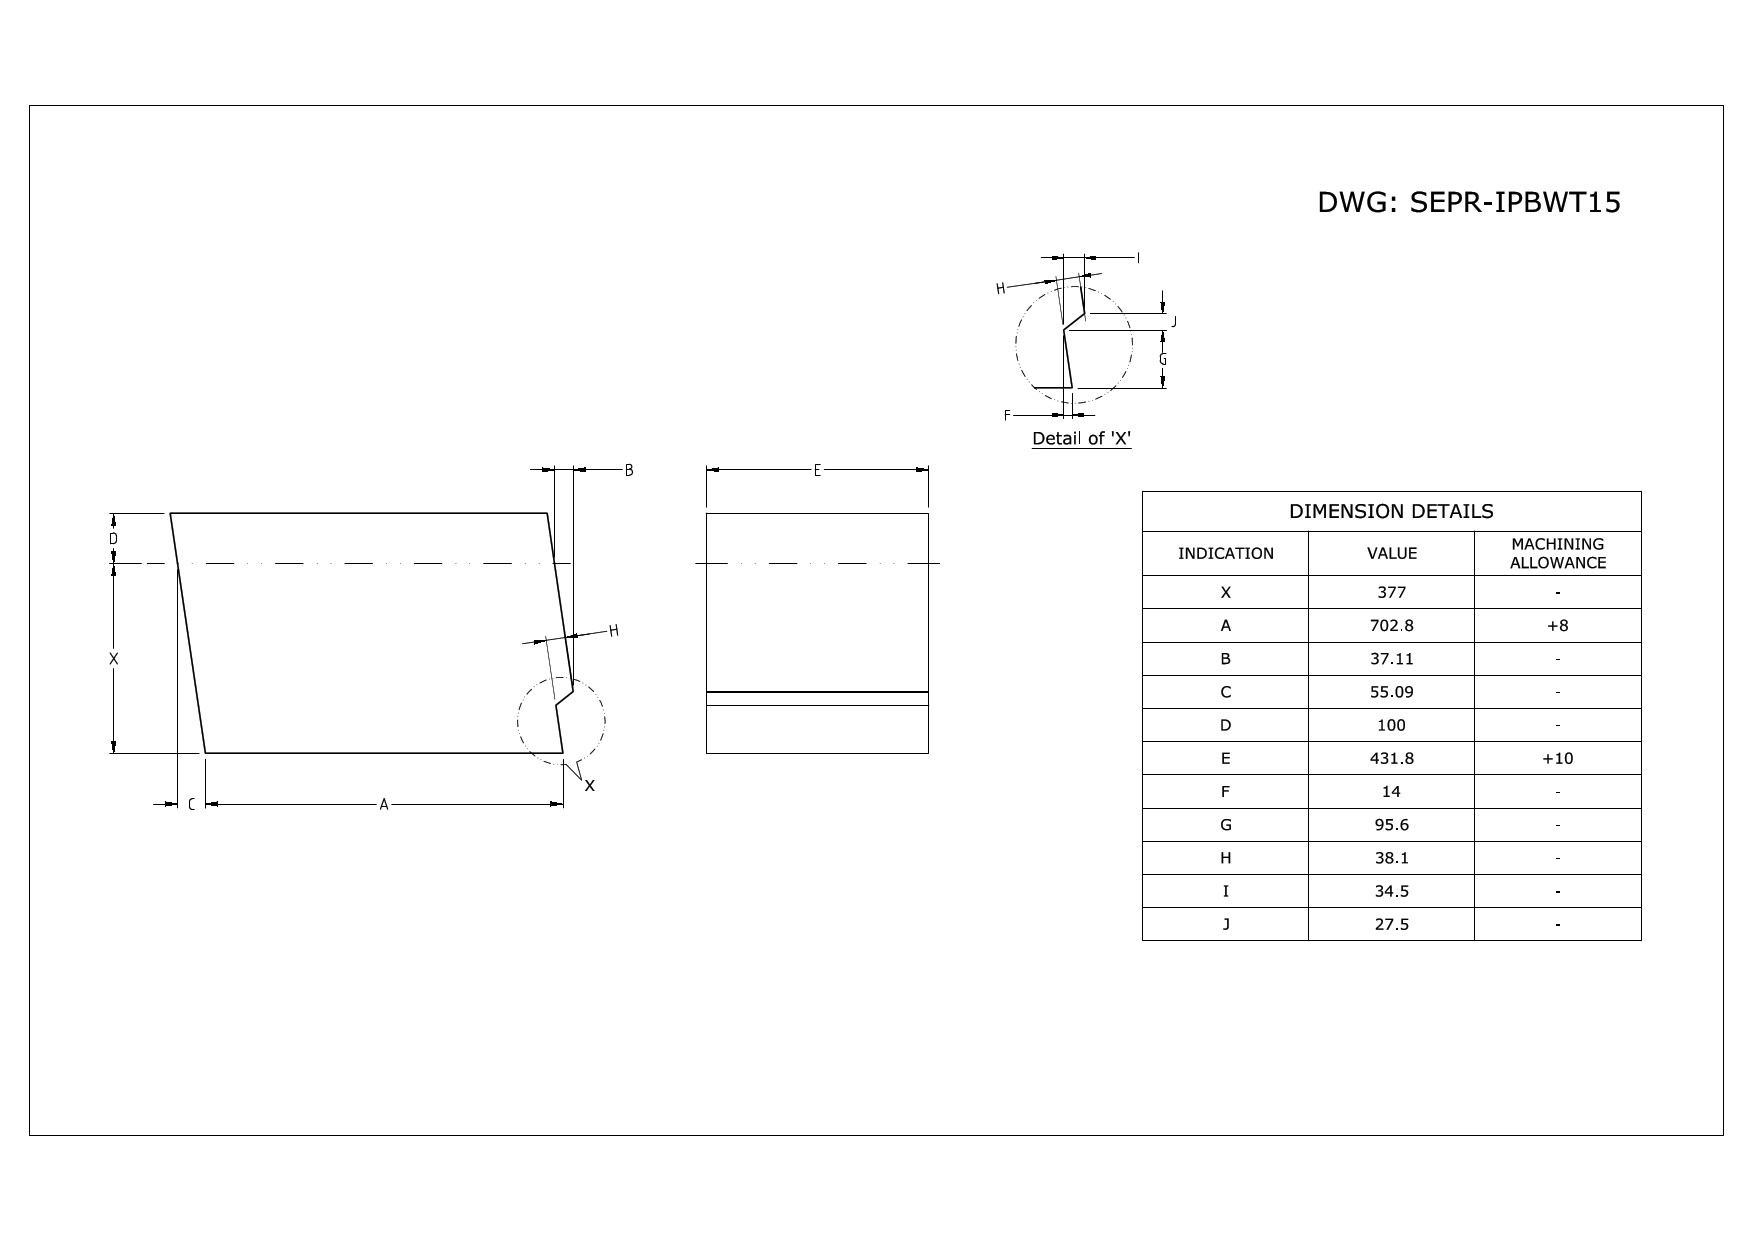 DWG: SEPR-IPBWT15
I
H
J
G
F
Detail of 'X'
B
E
D
H
X
X
C
A
DIMENSION DETAILS
INDICATION VALUE MACHINING ALLOWANCE
X 377 -
A 702.8 +8
B 37.11 -
C 55.09 -
D 100 -
E 431.8 +10
F 14 -
G 95.6 -
H 38.1 -
I 34.5 -
J 27.5 -